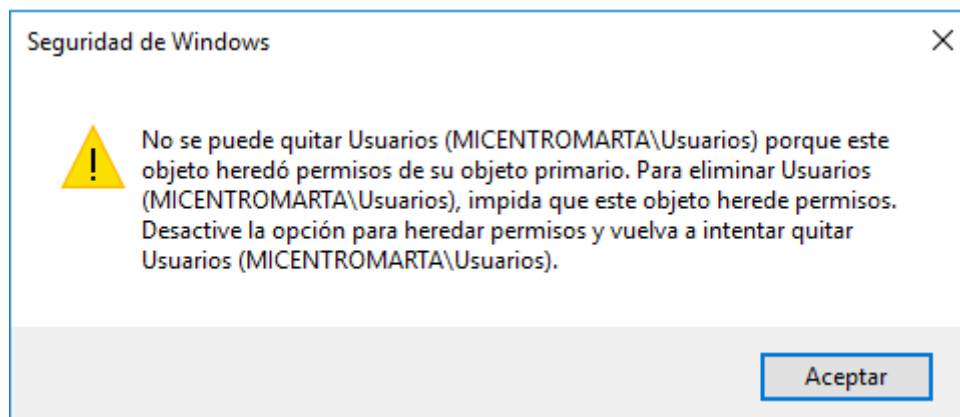 Seguridad de Windows
No se puede quitar Usuarios (MICENTROMARTA\Usuarios) porque este
objeto heredó permisos de su objeto primario. Para eliminar Usuarios
(MICENTROMARTA\Usuarios), impida que este objeto herede permisos.
Desactive la opción para heredar permisos y vuelva a intentar quitar
Usuarios (MICENTROMARTA\Usuarios).
Aceptar